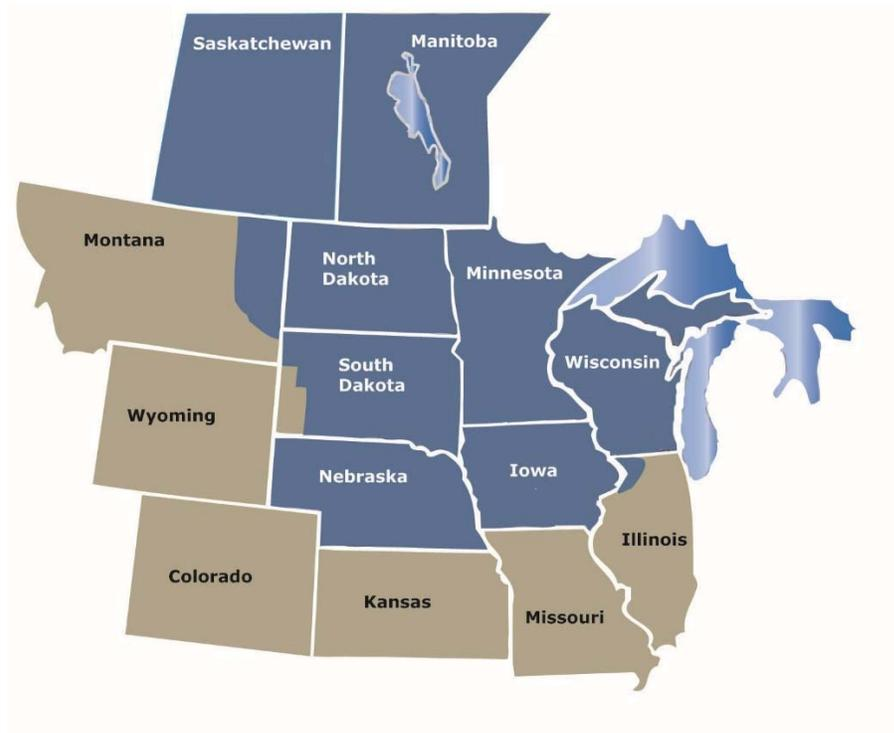 Saskatchewan
Manitoba
Montana
North
Dakota
Minnesota
South
Dakota
Wisconsin
Wyoming
Nebraska
Iowa
Illinois
Colorado
Kansas
Missouri